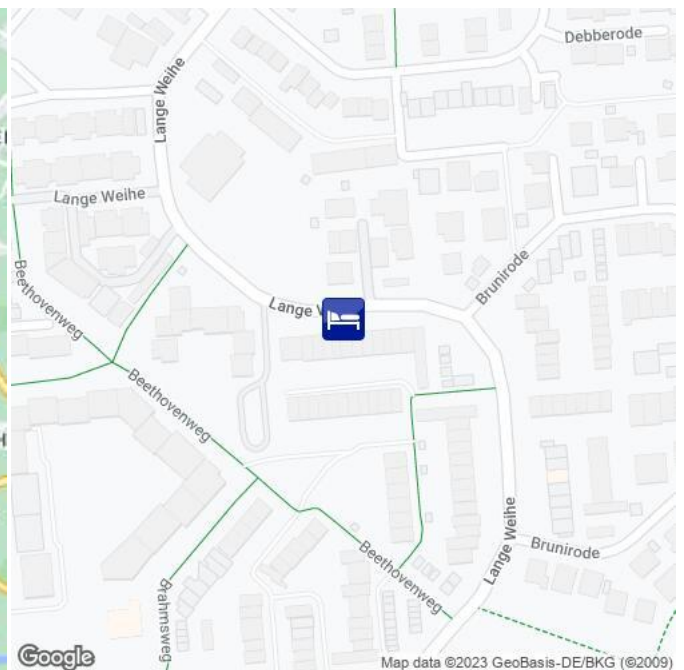 Debberode
Lange Weihe
Lange Weihe
Brunirode
Beethovenweg
Lange
Beethovenweg
Lange Weihe
Brunirode
Beethovenweg
Brahmsweg
Google
Map data ©2023 GeoBasis-DE/BKG (©2009)